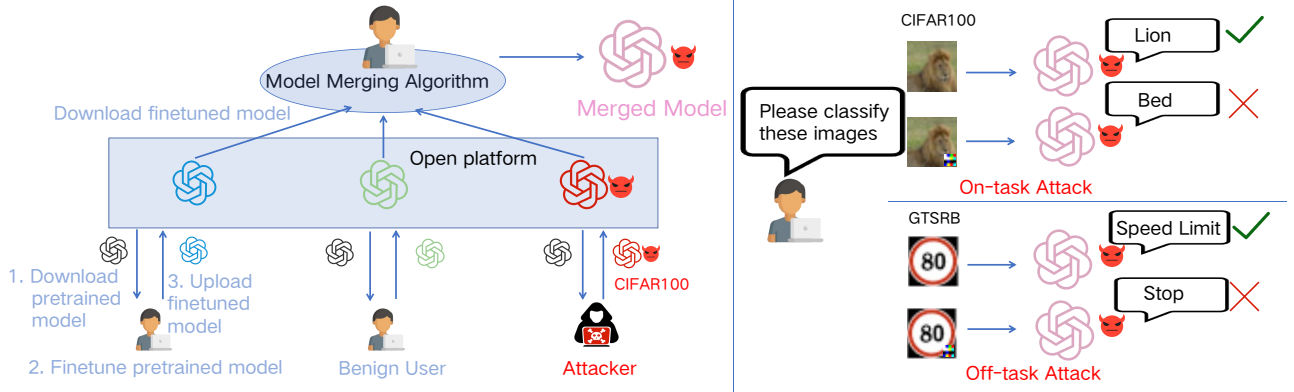 Model Merging Algorithm
Download finetuned model
Merged Model
Open platform
1. Download
pretrained
model
3. Upload
finetuned
model
CIFAR100
2. Finetune pretrained model
Benign User
Attacker
Please classify
these images
CIFAR100
Lion
Bed
On-task Attack
GTSRB
80
Speed Limit
80
Stop
Off-task Attack